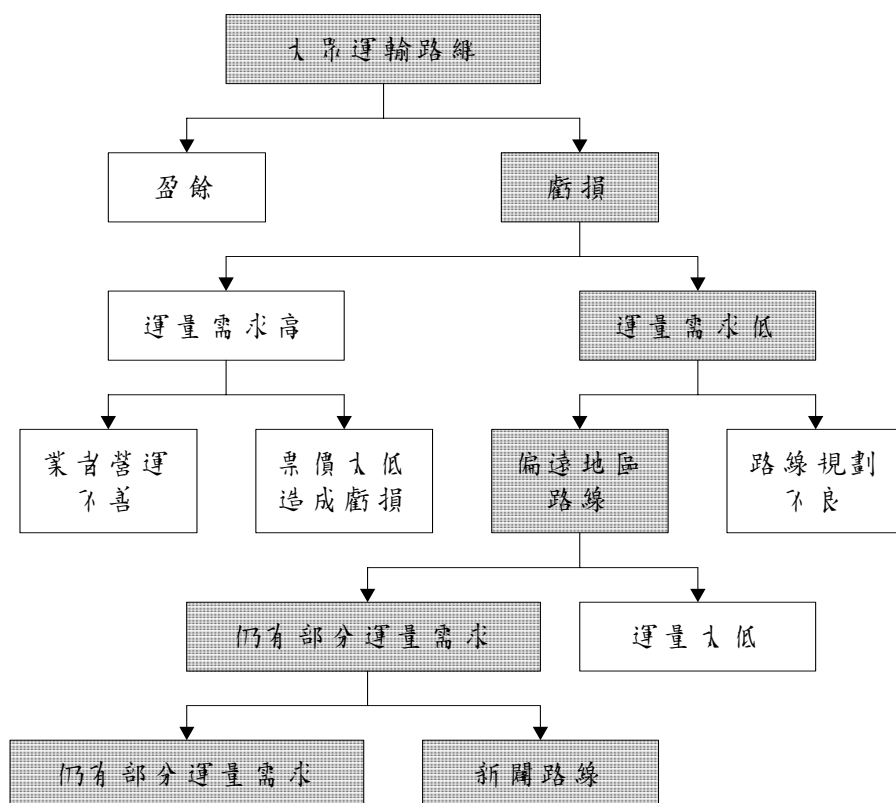 大眾運輸路線
盈餘
虧損
運量需求高
運量需求低
業者營運
不善
票價太低
造成虧損
偏遠地區
路線
路線規劃
不良
仍有部分運量需求
運量太低
仍有部分運量需求
新闢路線